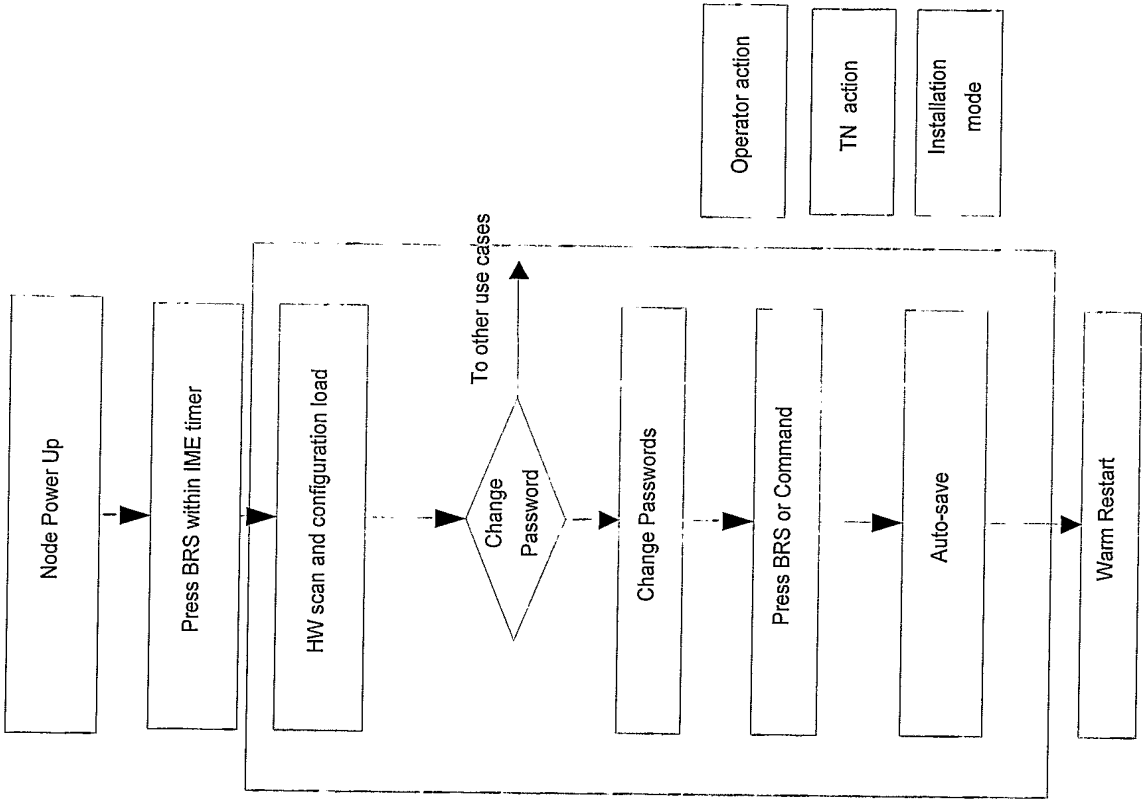 Node Power Up
Press BRS within IME timer
HW scan and configuration load
To other use cases
Change
Password
Change Passwords
Press BRS or Command
Auto-save
Warm Restart
Operator action
TN action
Installation
mode